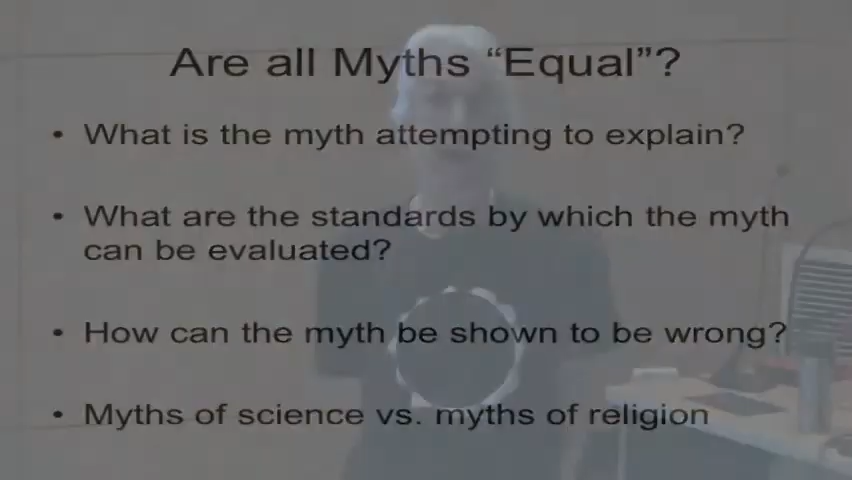 Are all Myths “Equal”?
• What is the myth attempting to explain?
• What are the standards by which the myth
can be evaluated?
• How can the myth be shown to be wrong?
• Myths of science vs. myths of religion